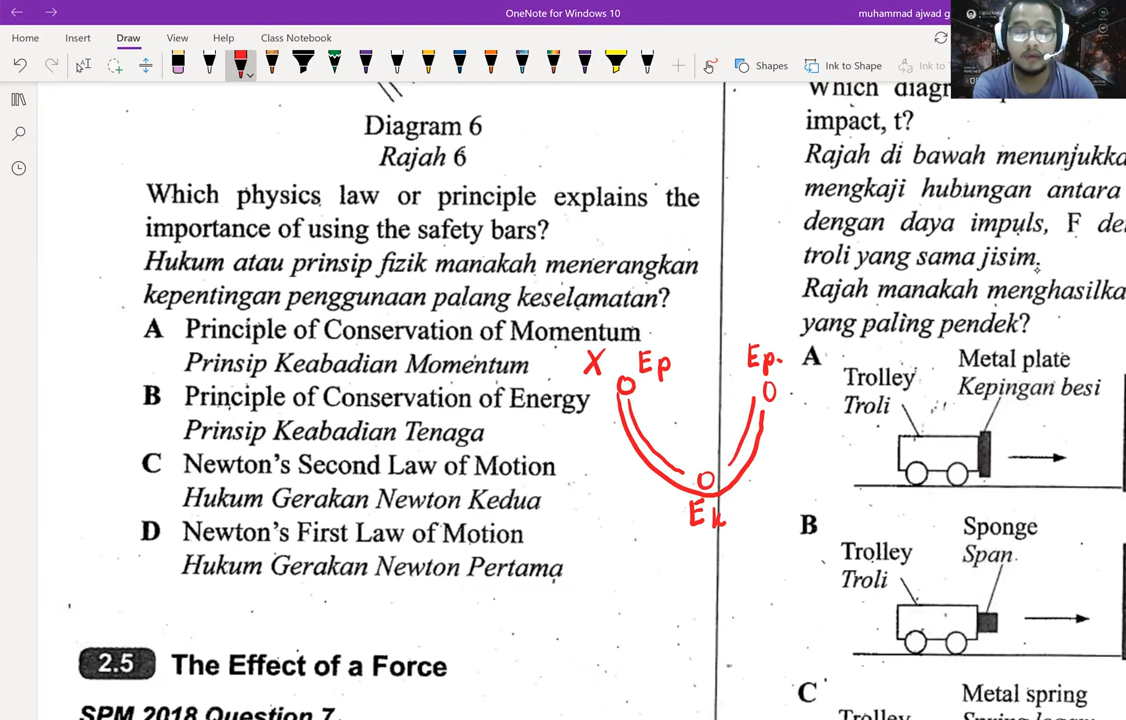 OneNote for Windows 10
muhammad ajwad g
Home Insert Draw View Help Class Notebook
Shapes
Ink to Shape
Ink to
Diagram 6
Rajah 6
Which physics law or principle explains the
importance of using the safety bars?
Hukum atau prinsip fizik manakah menerangkan
kepentingan penggunaan palang keselamatan?
A Principle of Conservation of Momentum
Prinsip Keabadian Momentum
B Principle of Conservation of Energy
Prinsip Keabadian Tenaga
C Newton's Second Law of Motion
Hukum Gerakan Newton Kedua
D Newton's First Law of Motion
Hukum Gerakan Newton Pertama
X Ep
Ep.
Ek
2.5 The Effect of a Force
SPM 2018 Question 7
Which diagr
impact, t?
Rajah di bawah menunjukka
mengkaji hubungan antara
dengan daya impuls, F de
troli yang sama jisim.
Rajah manakah menghasilka
yang paling pendek?
A
Trolley
Troli
Metal plate
Kepingan besi
B
Trolley
Troli
Sponge
Span
C
Trolley
Metal spring